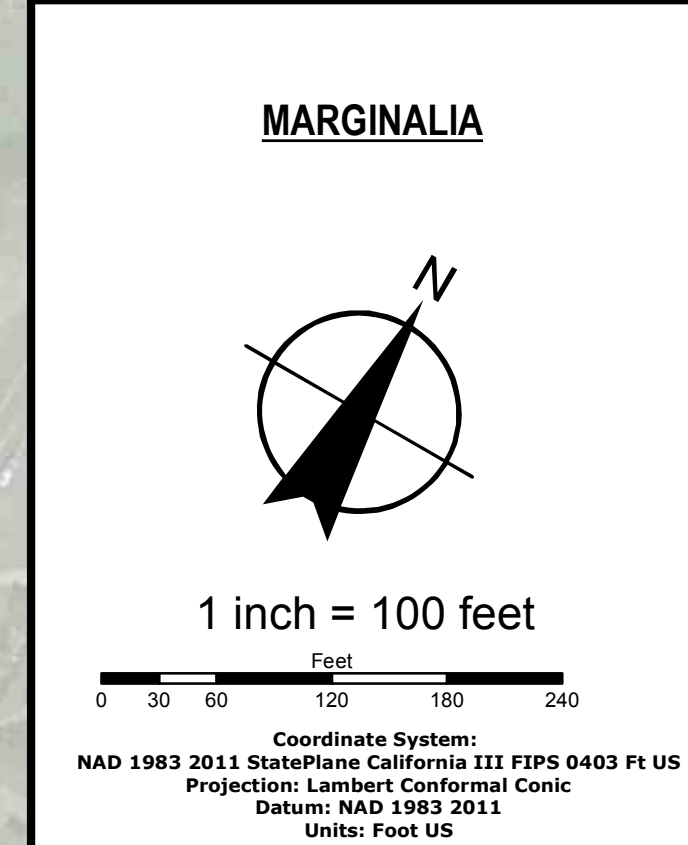 MARGINALIA
N
1 inch = 100 feet
Feet
0 30 60 120 180 240
Coordinate System:
NAD 1983 2011 StatePlane California III FIPS 0403 Ft US
Projection: Lambert Conformal Conic
Datum: NAD 1983 2011
Units: Foot US